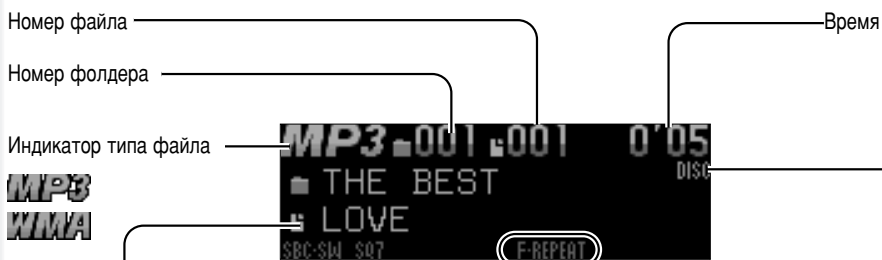 Номер файла
Время
Номер фолдера
Индикатор типа файла
MP3 001 001 0'05
DISC
THE BEST
MP3
WMA
LOVE
SBC-SW SQ7 F-REPEAT